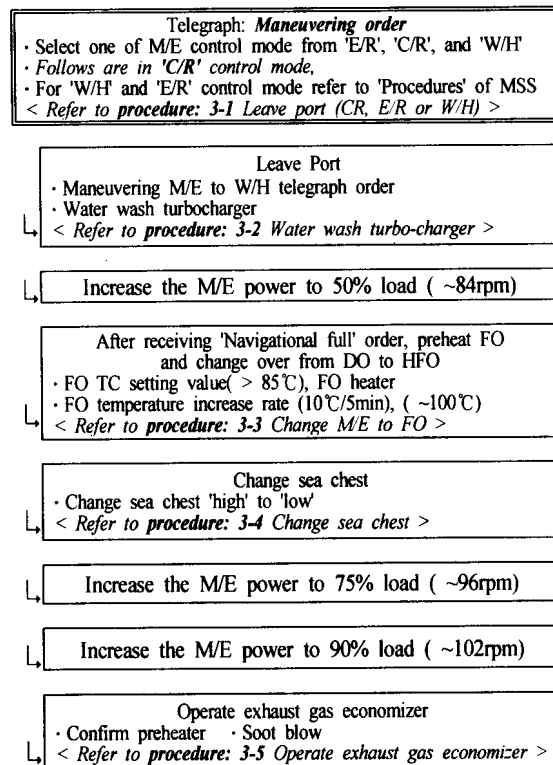 Telegraph: Maneuvering order
· Select one of M/E control mode from 'E/R', 'C/R', and 'W/H'
· Follows are in 'C/R' control mode,
· For 'W/H' and 'E/R' control mode refer to 'Procedures' of MSS
< Refer to procedure: 3-1 Leave port (CR, E/R or W/H) >
Leave Port
· Maneuvering M/E to W/H telegraph order
· Water wash turbocharger
< Refer to procedure: 3-2 Water wash turbo-charger >
Increase the M/E power to 50% load ( ~84rpm)
After receiving 'Navigational full' order, preheat FO
and change over from DO to HFO
· FO TC setting value( > 85℃), FO heater
· FO temperature increase rate (10℃/5min), ( ~100℃)
< Refer to procedure: 3-3 Change M/E to FO >
Change sea chest
· Change sea chest 'high' to 'low'
< Refer to procedure: 3-4 Change sea chest >
Increase the M/E power to 75% load ( ~96rpm)
Increase the M/E power to 90% load ( ~102rpm)
Operate exhaust gas economizer
· Confirm preheater · Soot blow
< Refer to procedure: 3-5 Operate exhaust gas economizer >